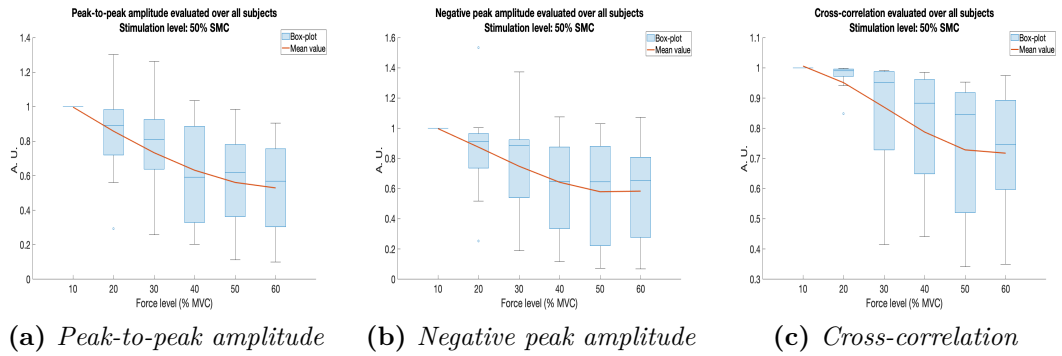 Peak-to-peak amplitude evaluated over all subjects
Stimulation level: 50% SMC
1.4
1.2
1
0.8
0.6
0.4
0.2
0
A. U.
Box-plot
Mean value
10 20 30 40 50 60
Force level (% MVC)
(a) Peak-to-peak amplitude
Negative peak amplitude evaluated over all subjects
Stimulation level: 50% SMC
1.6
1.4
1.2
1
0.8
0.6
0.4
0.2
0
A. U.
Box-plot
Mean value
10 20 30 40 50 60
Force level (% MVC)
(b) Negative peak amplitude
Cross-correlation evaluated over all subjects
Stimulation level: 50% SMC
1.1
1
0.9
0.8
0.7
0.6
0.5
0.4
0.3
A. U.
Box-plot
Mean value
10 20 30 40 50 60
Force level (% MVC)
(c) Cross-correlation